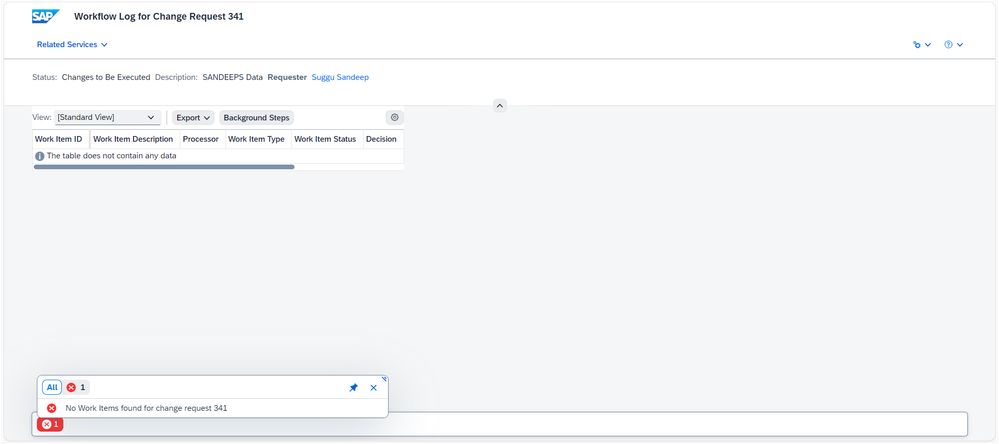 SAP Workflow Log for Change Request 341
Related Services
Status: Changes to Be Executed Description: SANDEEPS Data Requester Suggu Sandeep
View: [Standard View] Export Background Steps
Work Item ID Work Item Description Processor Work Item Type Work Item Status Decision
The table does not contain any data
All 1
No Work Items found for change request 341
1